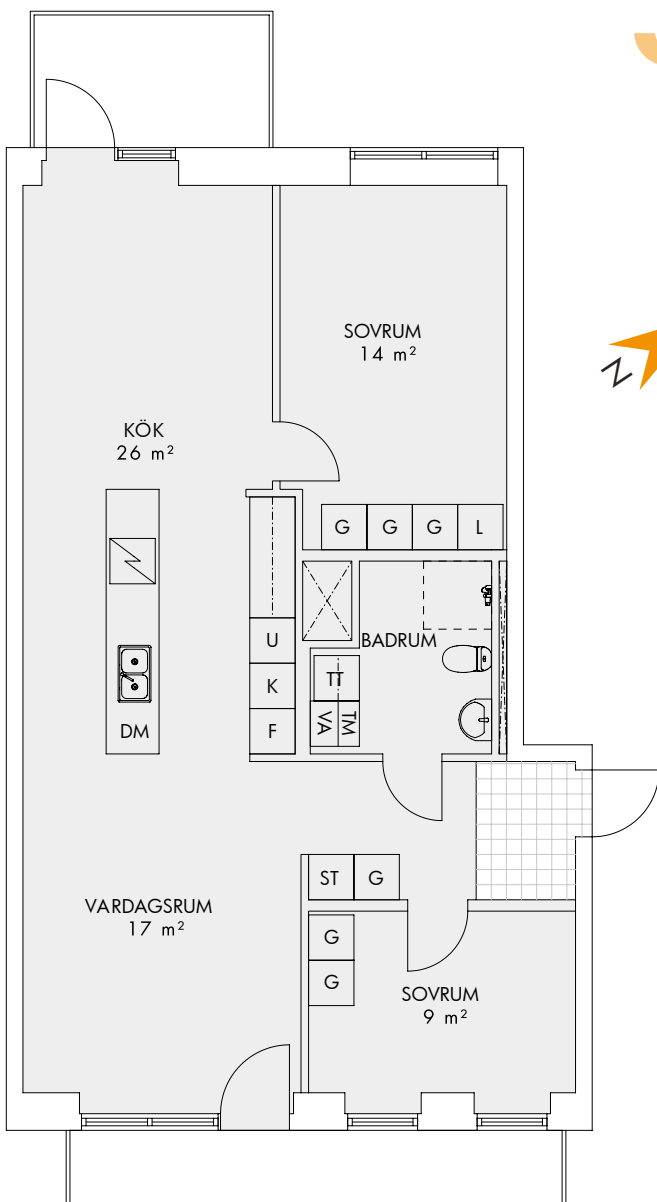 SOVRUM
14 m²
KÖK
26 m²
N
G G G L
U
K
F
DM
BADRUM
TT
VA TM
ST G
VARDAGSRUM
17 m²
G
G
SOVRUM
9 m²